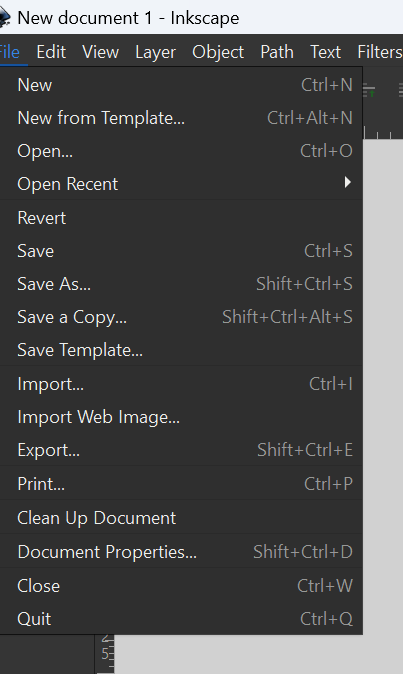 New document 1 - Inkscape
File Edit View Layer Object Path Text Filters
New Ctrl+N
New from Template... Ctrl+Alt+N
Open... Ctrl+O
Open Recent
Revert
Save Ctrl+S
Save As... Shift+Ctrl+S
Save a Copy... Shift+Ctrl+Alt+S
Save Template...
Import... Ctrl+I
Import Web Image...
Export... Shift+Ctrl+E
Print... Ctrl+P
Clean Up Document
Document Properties... Shift+Ctrl+D
Close Ctrl+W
Quit Ctrl+Q
2
5